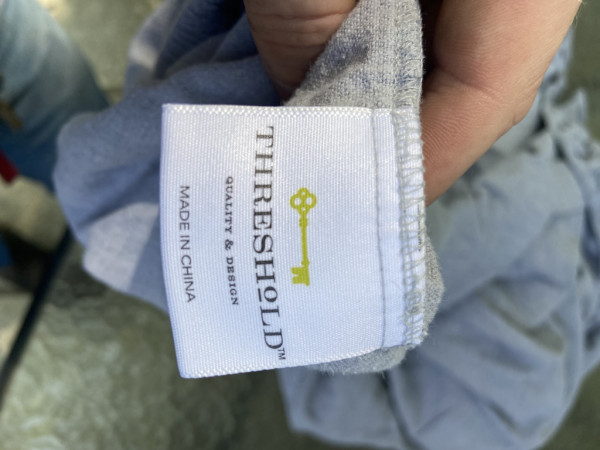 THRESHOLD™
QUALITY & DESIGN
MADE IN CHINA